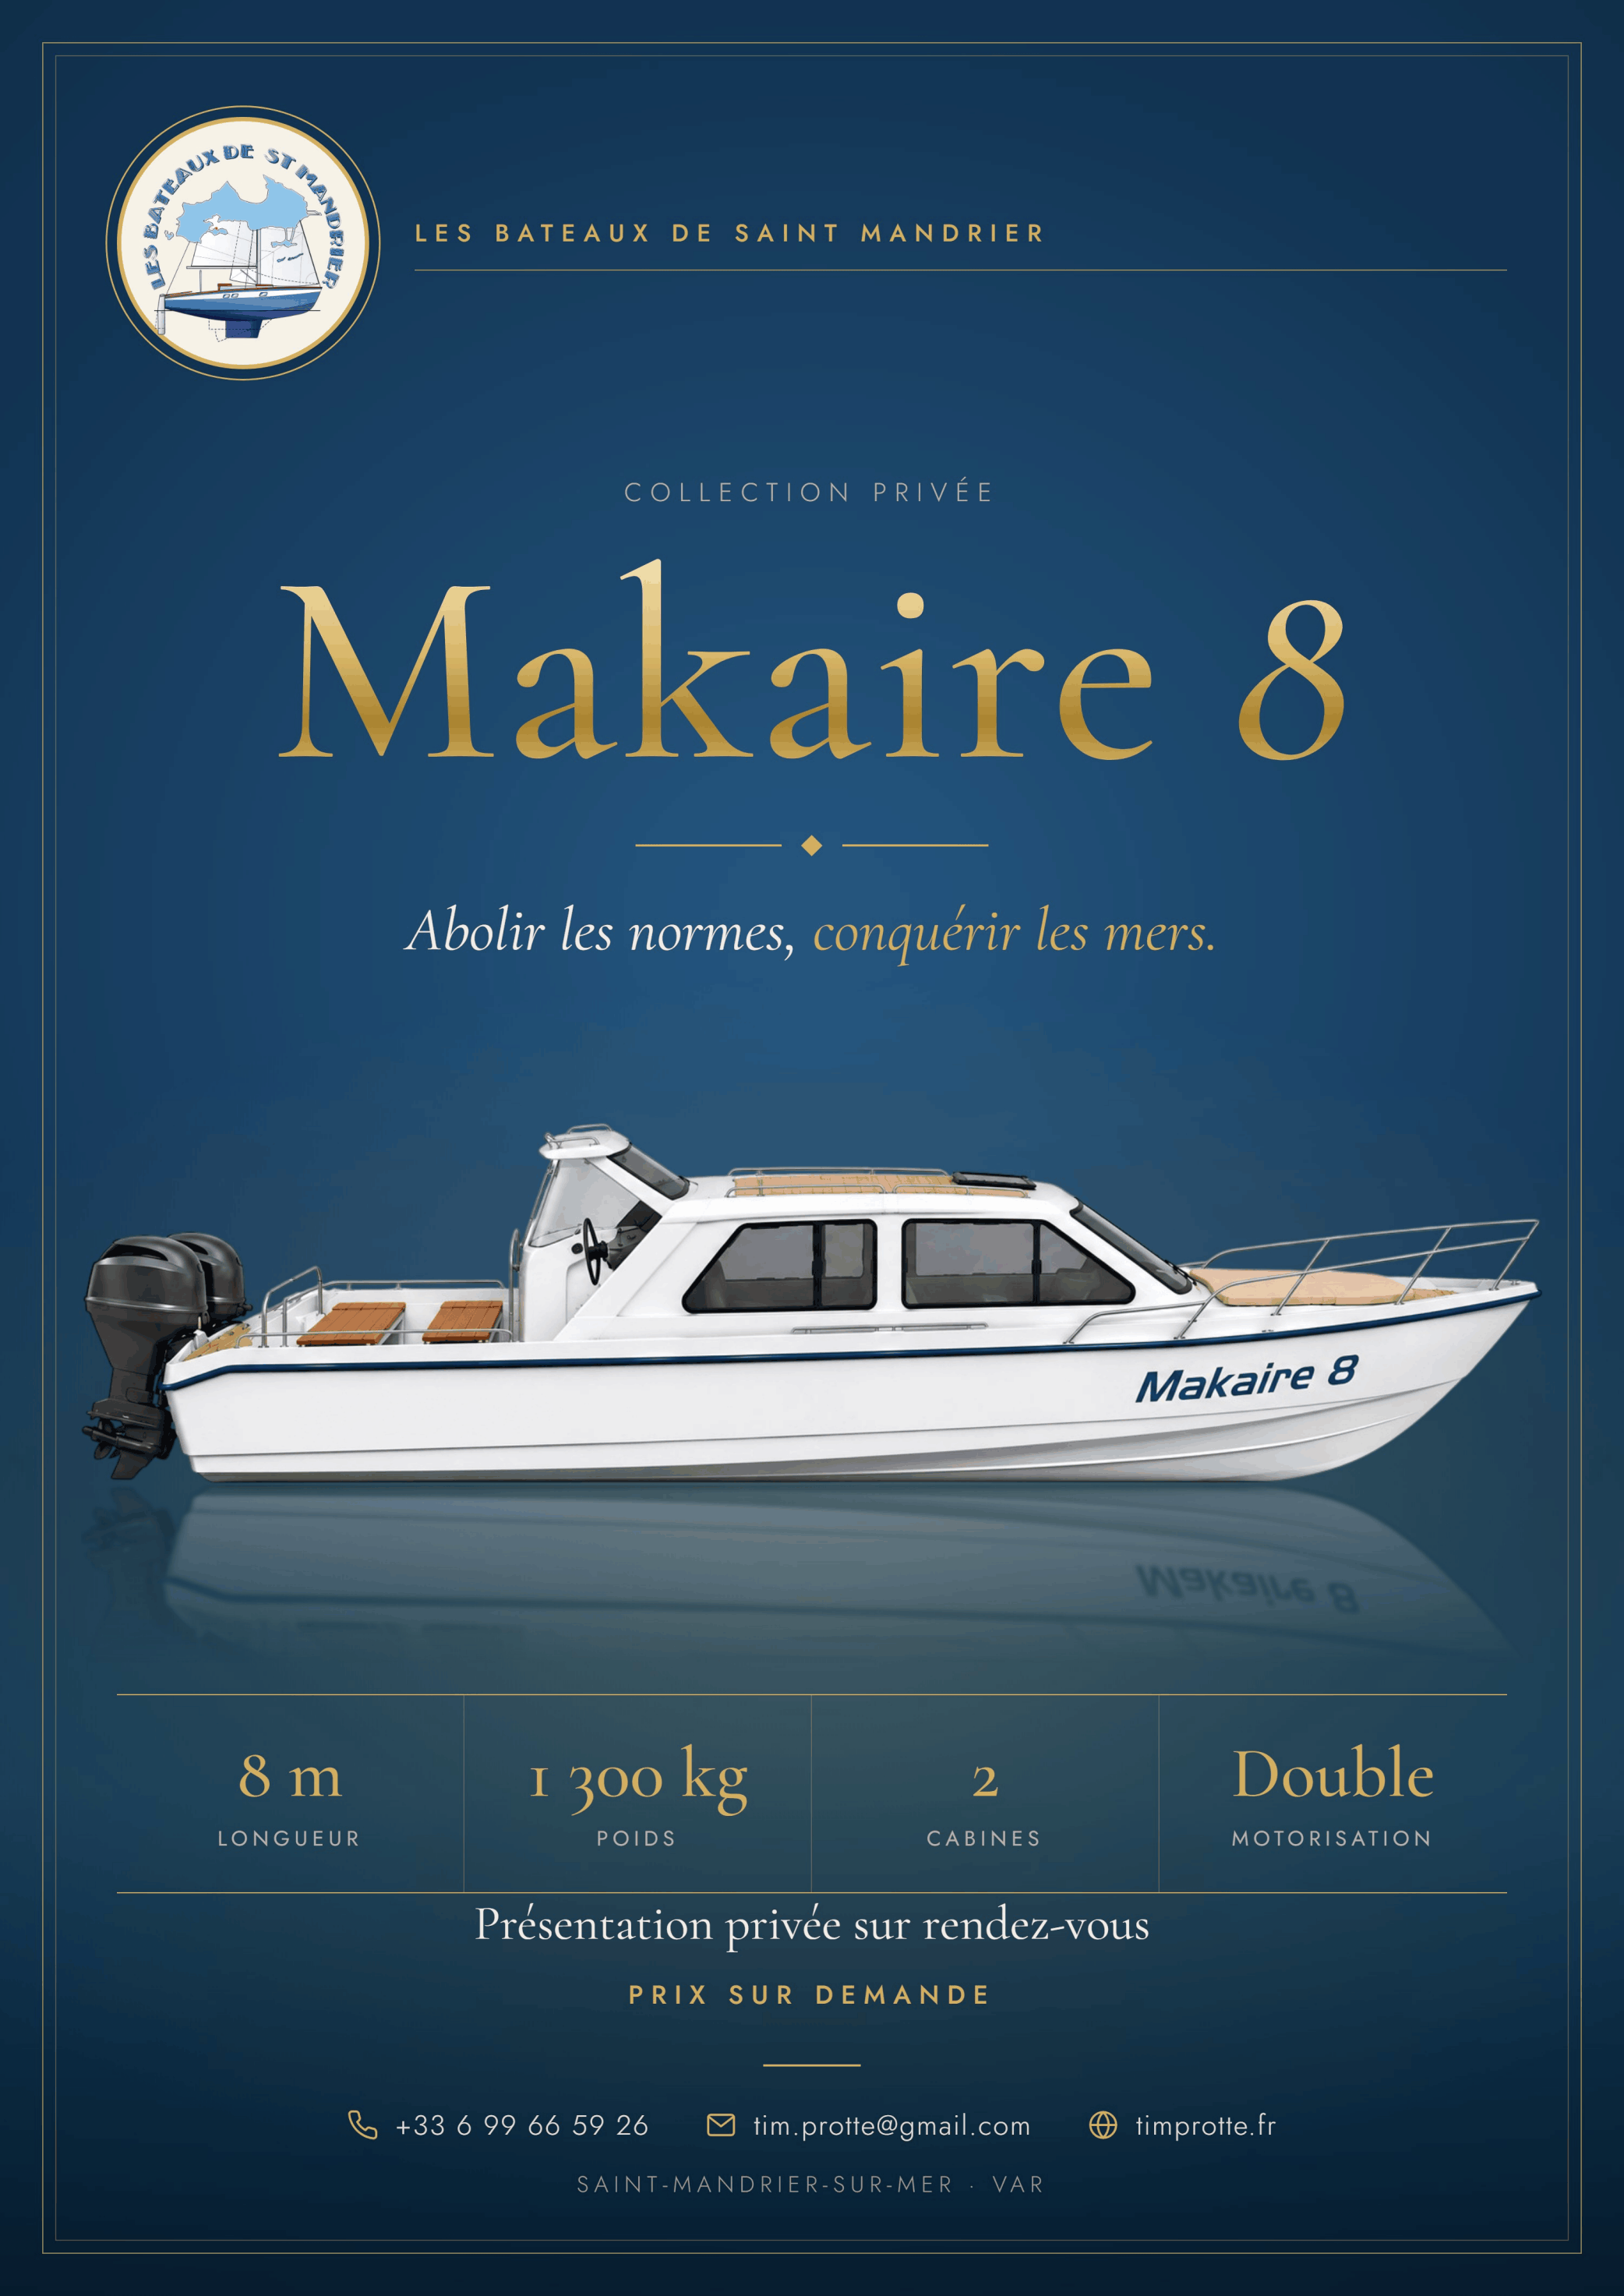 LES BATEAUX DE ST MANDRIER
LES BATEAUX DE SAINT MANDRIER
COLLECTION PRIVÉE
Makaire 8
Abolir les normes, conquérir les mers.
Makaire 8
Makaire 8
8 m
LONGUEUR
1 300 kg
POIDS
2
CABINES
Double
MOTORISATION
Présentation privée sur rendez-vous
PRIX SUR DEMANDE
+33 6 99 66 59 26
tim.protte@gmail.com
timprotte.fr
SAINT-MANDRIER-SUR-MER · VAR